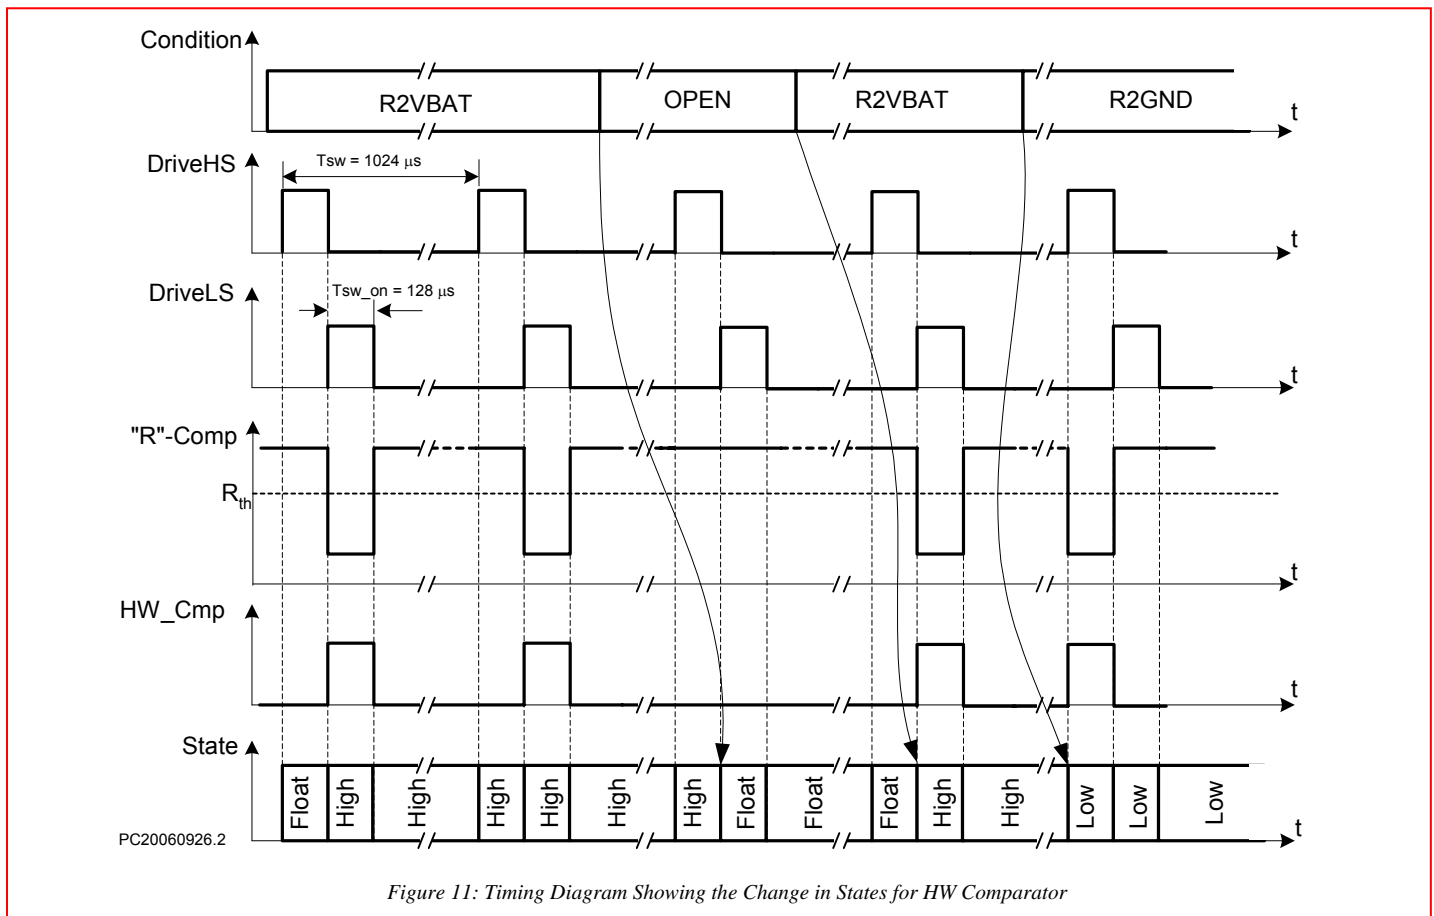 Condition
R2VBAT
OPEN
R2VBAT
R2GND
t
DriveHS
Tsw = 1024 μs
t
DriveLS
Tsw_on = 128 μs
t
"R"-Comp
Rth
t
HW_Cmp
t
State
Float
High
High
High
High
High
High
Float
Float
Float
High
High
Low
Low
Low
t
PC20060926.2
Figure 11: Timing Diagram Showing the Change in States for HW Comparator